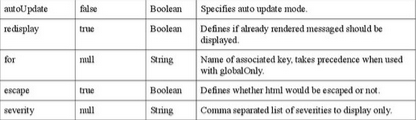 autoUpdate false Boolean Specifies auto update mode.
redisplay true Boolean Defines if already rendered messaged should be
displayed.
for null String Name of associated key, takes precedence when used
with globalOnly.
escape true Boolean Defines whether html would be escaped or not.
severity null String Comma separated list of severities to display only.